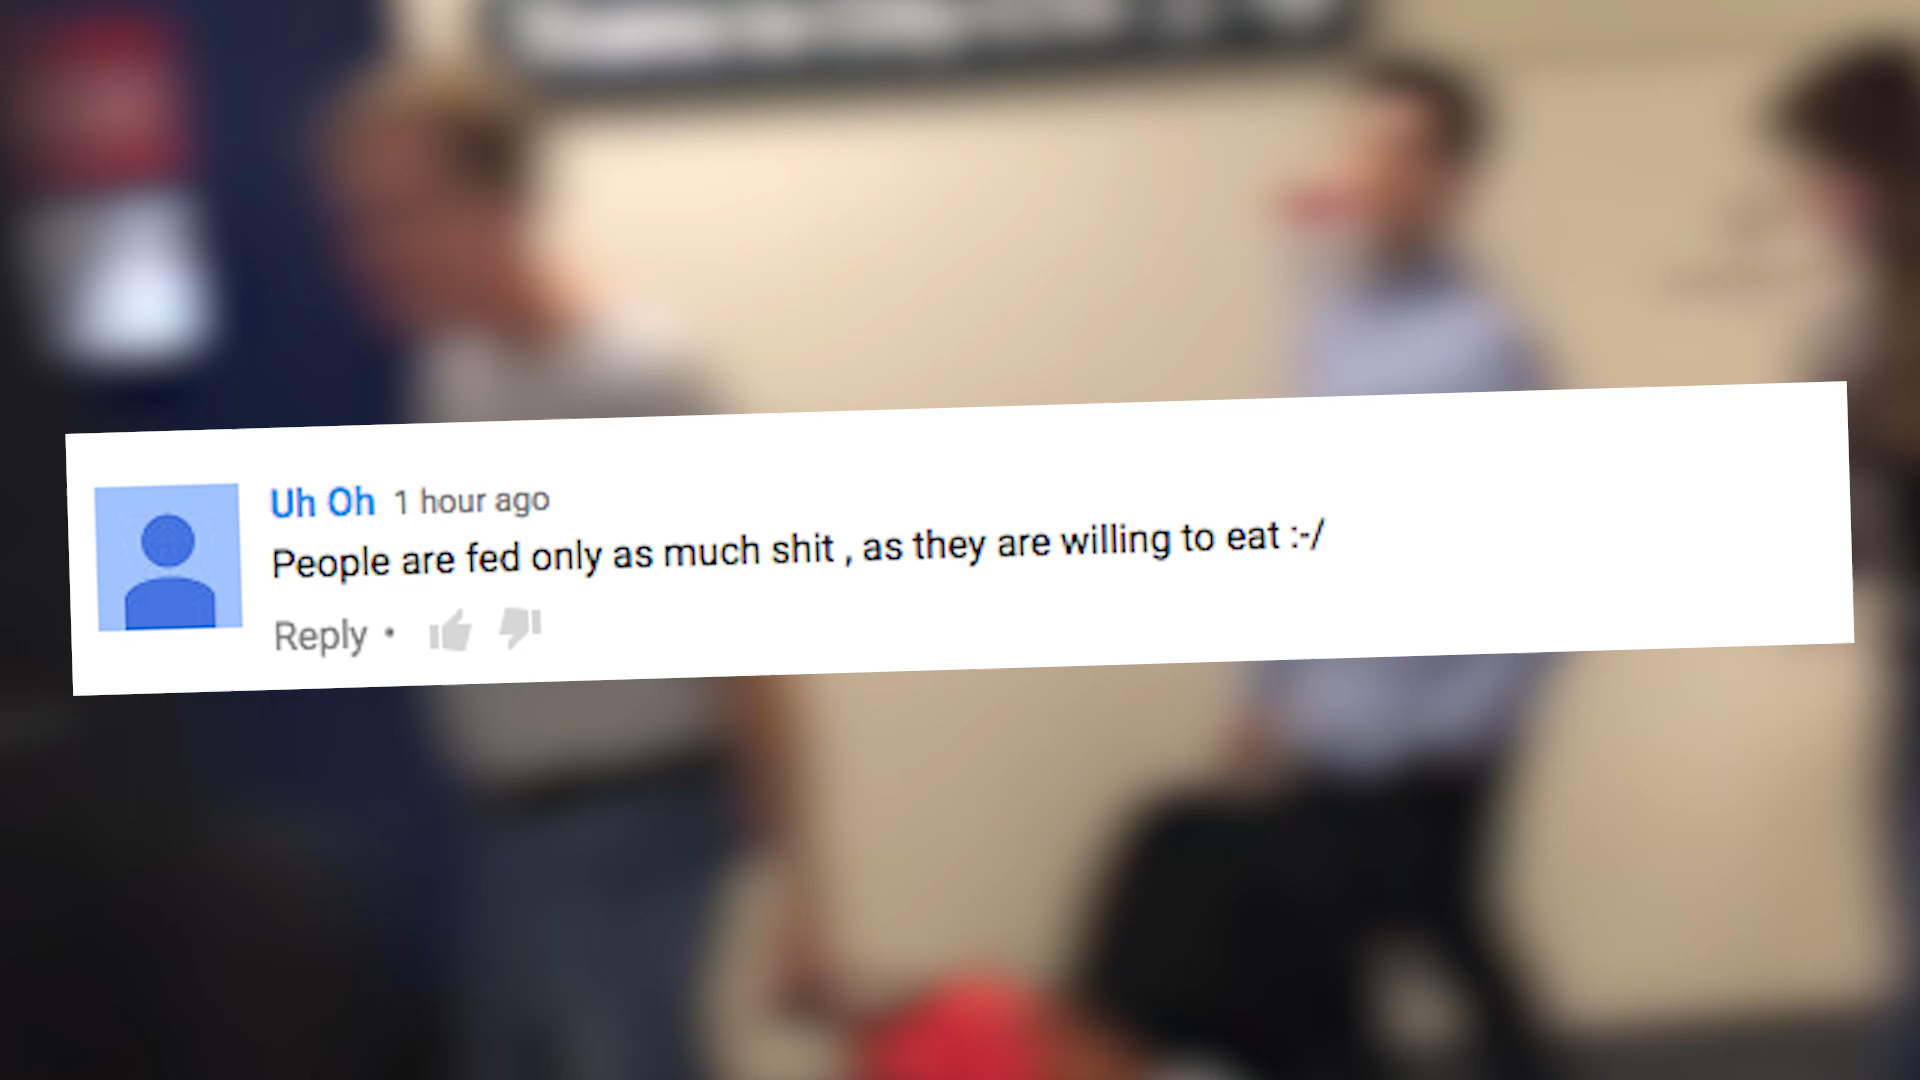 Uh Oh 1 hour ago
People are fed only as much shit , as they are willing to eat :-/
Reply •